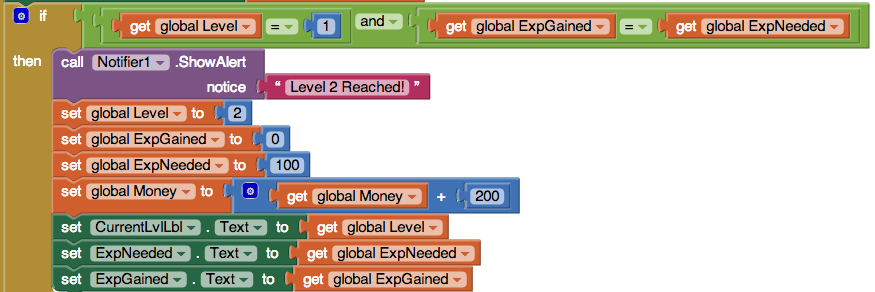 if get global Level = 1 and get global ExpGained = get global ExpNeeded
then call Notifier1 .ShowAlert
notice " Level 2 Reached! "
set global Level to 2
set global ExpGained to 0
set global ExpNeeded to 100
set global Money to get global Money + 200
set CurrentLvlLbl . Text to get global Level
set ExpNeeded . Text to get global ExpNeeded
set ExpGained . Text to get global ExpGained